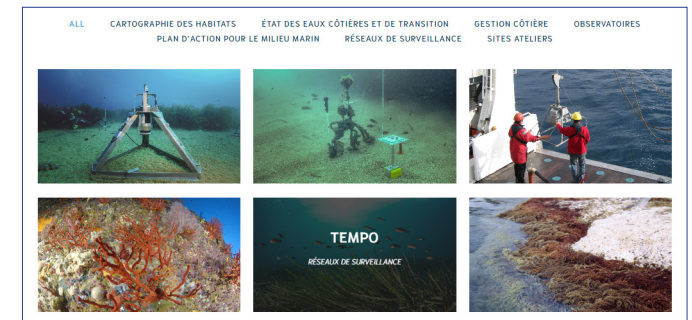 ALL CARTOGRAPHIE DES HABITATS ÉTAT DES EAUX CÔTIÈRES ET DE TRANSITION GESTION CÔTIÈRE OBSERVATOIRES
PLAN D'ACTION POUR LE MILIEU MARIN RÉSEAUX DE SURVEILLANCE SITES ATELIERS
TEMPO
RÉSEAUX DE SURVEILLANCE